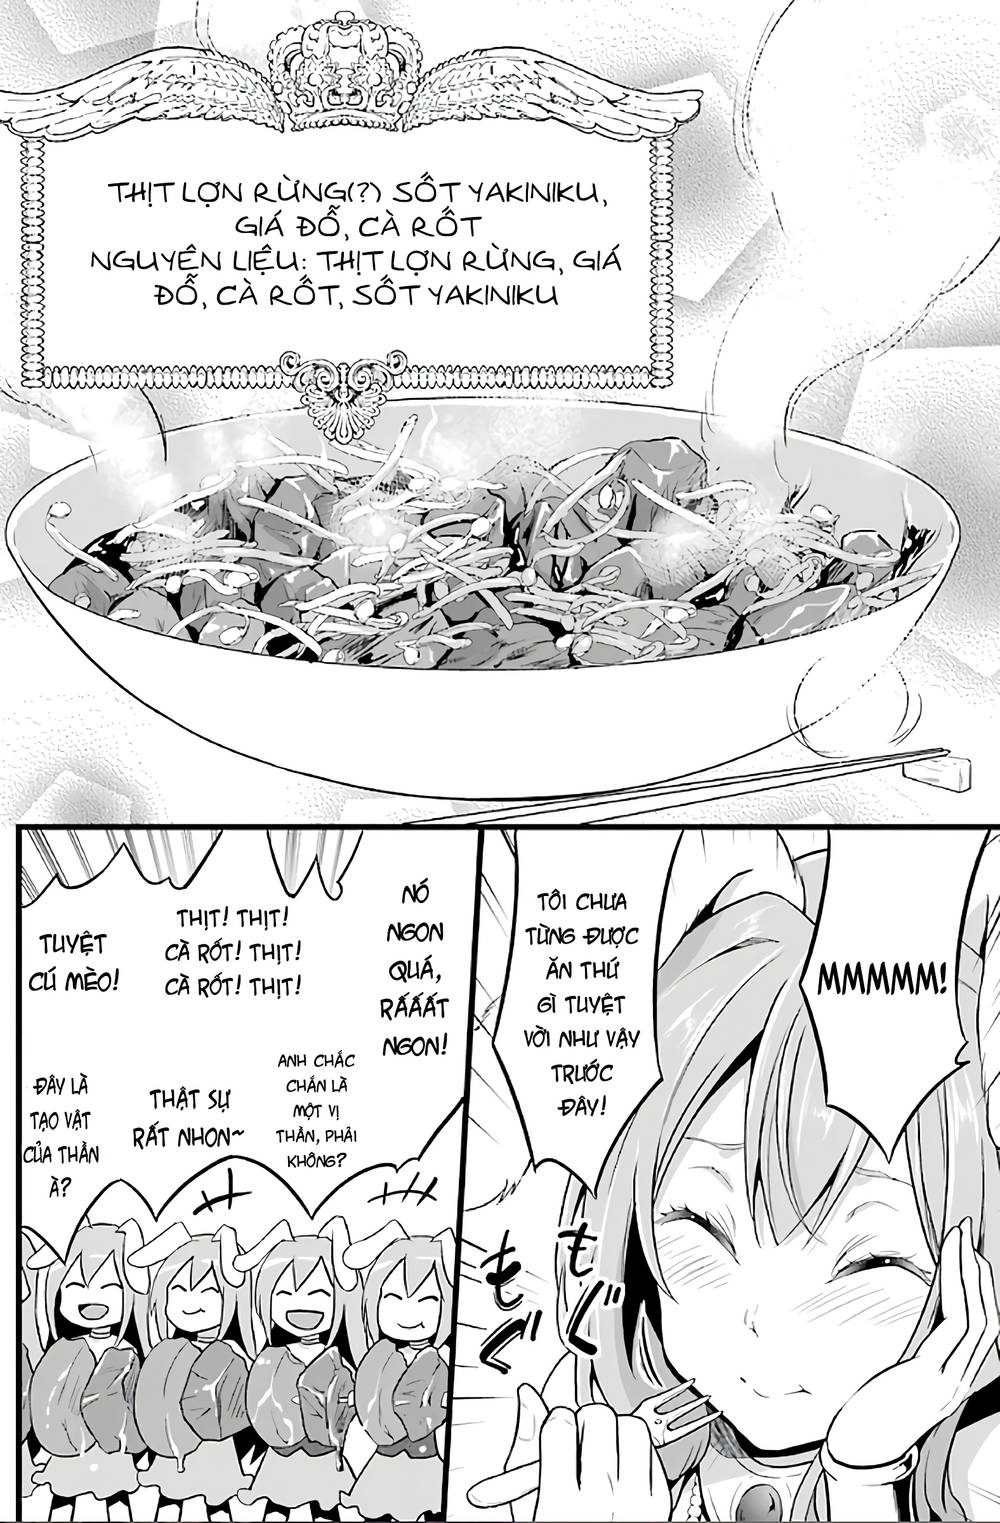 THỊT LỢN RỪNG(?) SỐT YAKINIKU,
GIÁ ĐỖ, CÀ RỐT
NGUYÊN LIỆU: THỊT LỢN RỪNG, GIÁ
ĐỖ, CÀ RỐT, SỐT YAKINIKU
MMMMM!
TÔI CHƯA
TỪNG ĐƯỢC
ĂN THỨ
GÌ TUYỆT
VỜI NHƯ VẬY
TRƯỚC
ĐÂY!
もぐ
もぐ
NÓ
NGON
QUÁ,
RẤẤẤT
NGON!
THỊT! THỊT!
CÀ RỐT! THỊT!
CÀ RỐT! THỊT!
TUYỆT
CÚ MÈO!
ANH CHẮC
CHẮN LÀ
MỘT VỊ
THẦN, PHẢI
KHÔNG?
THẬT SỰ
RẤT NHON~
ĐÂY LÀ
TẠO VẬT
CỦA THẦN
À?